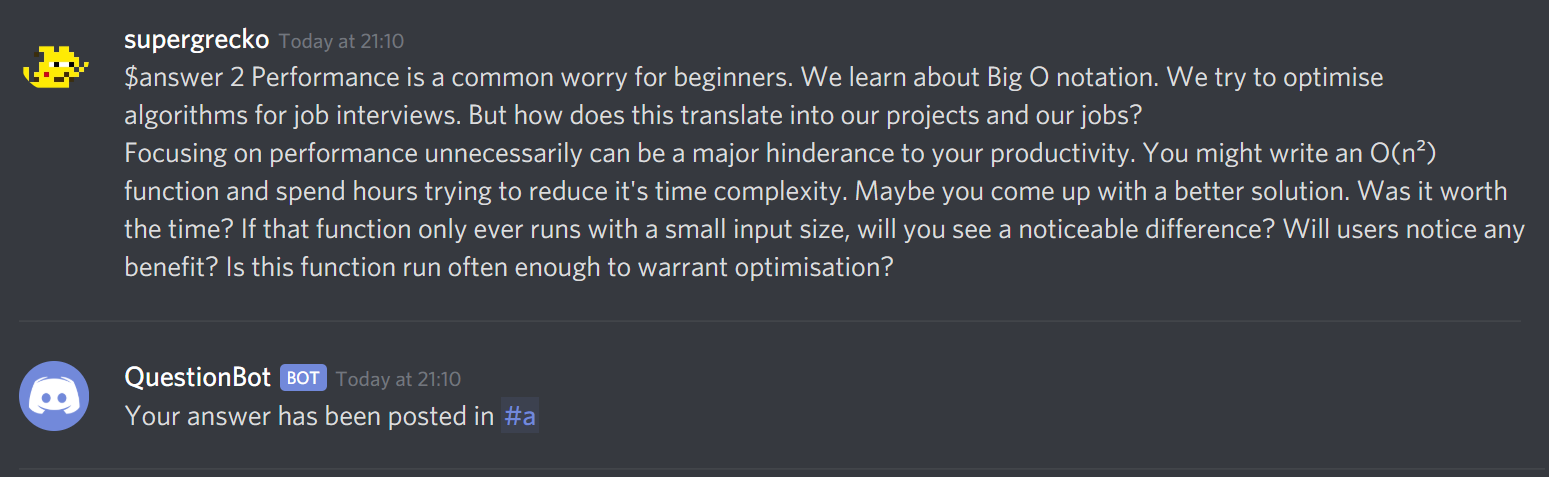 supergrecko Today at 21:10
$answer 2 Performance is a common worry for beginners. We learn about Big O notation. We try to optimise
algorithms for job interviews. But how does this translate into our projects and our jobs?
Focusing on performance unnecessarily can be a major hinderance to your productivity. You might write an O(n²)
function and spend hours trying to reduce it's time complexity. Maybe you come up with a better solution. Was it worth
the time? If that function only ever runs with a small input size, will you see a noticeable difference? Will users notice any
benefit? Is this function run often enough to warrant optimisation?
QuestionBot BOT Today at 21:10
Your answer has been posted in #a